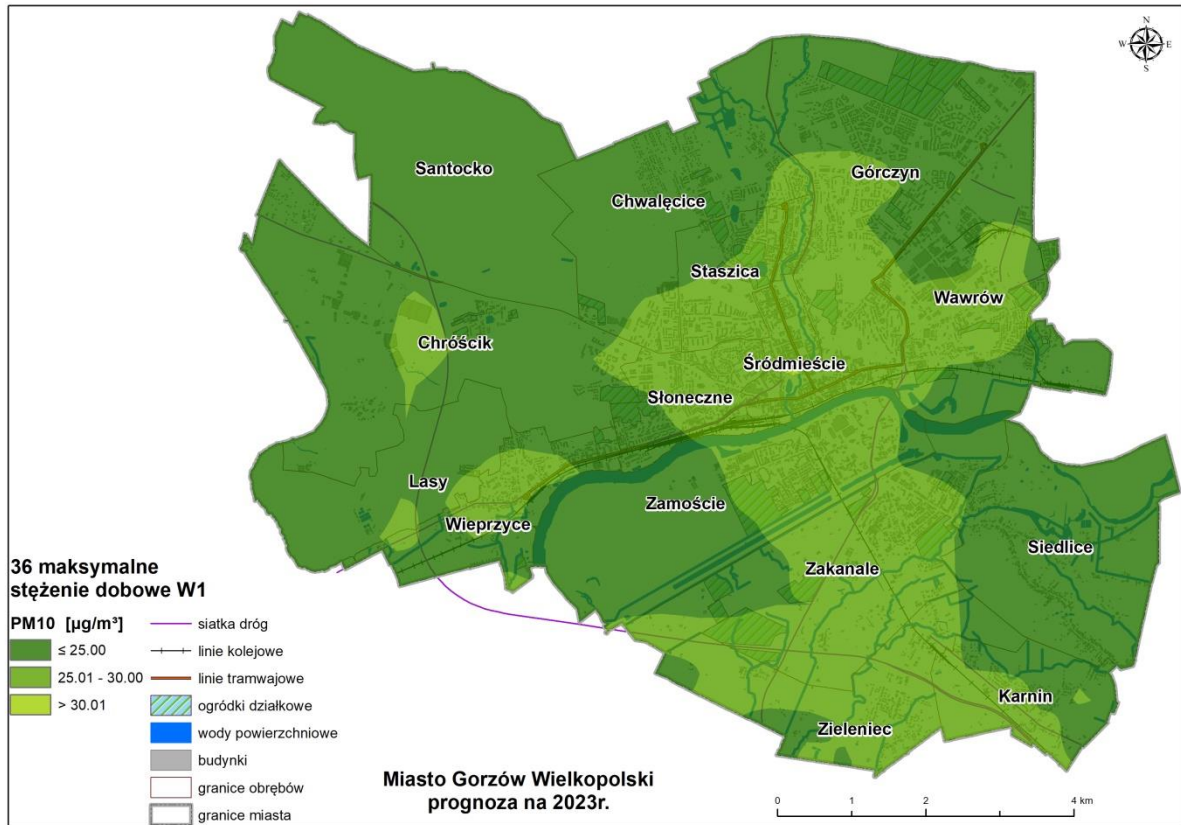 N
W E
S
Santocko
Górczyn
Chwalęcice
Staszica
Wawrów
Chróścik
Śródmieście
Słoneczne
Lasy
Zamoście
Wieprzyce
Siedlice
Zakanale
Karnin
Zieleniec
36 maksymalne
stężenie dobowe W1
PM10 [µg/m³]
≤ 25.00
25.01 - 30.00
> 30.01
siatka dróg
linie kolejowe
linie tramwajowe
ogródki działkowe
wody powierzchniowe
budynki
granice obrębów
granice miasta
Miasto Gorzów Wielkopolski
prognoza na 2023r.
0 1 2 4 km